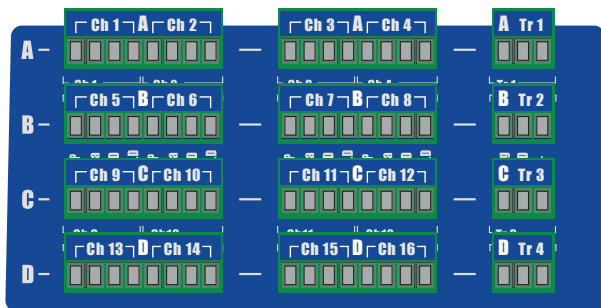 Ch 1 A Ch 2 Ch 3 A Ch 4 A Tr 1
A
Ch 5 B Ch 6 Ch 7 B Ch 8 B Tr 2
B
Ch 9 C Ch 10 Ch 11 C Ch 12 C Tr 3
C
Ch 13 D Ch 14 Ch 15 D Ch 16 D Tr 4
D